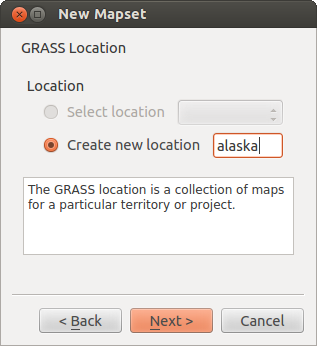 New Mapset
GRASS Location
Location
Select location
Create new location alaska
The GRASS location is a collection of maps
for a particular territory or project.
< Back Next > Cancel